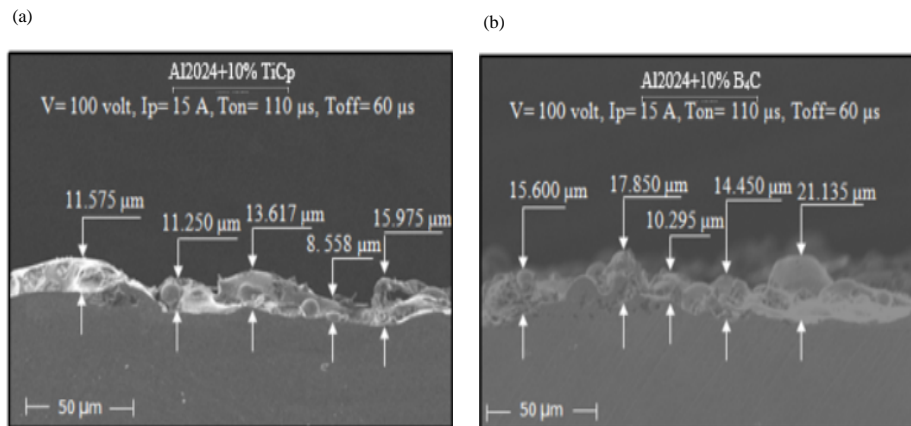 (a)
(b)
Al2024+10% TiCp
V= 100 volt, Ip= 15 A, Ton= 110 µs, Toff= 60 µs
11.575 µm
11.250 µm
13.617 µm
8. 558 µm
15.975 µm
50 µm
Al2024+10% B₄C
V= 100 volt, Ip= 15 A, Ton= 110 µs, Toff= 60 µs
15.600 µm
17.850 µm
10.295 µm
14.450 µm
21.135 µm
50 µm